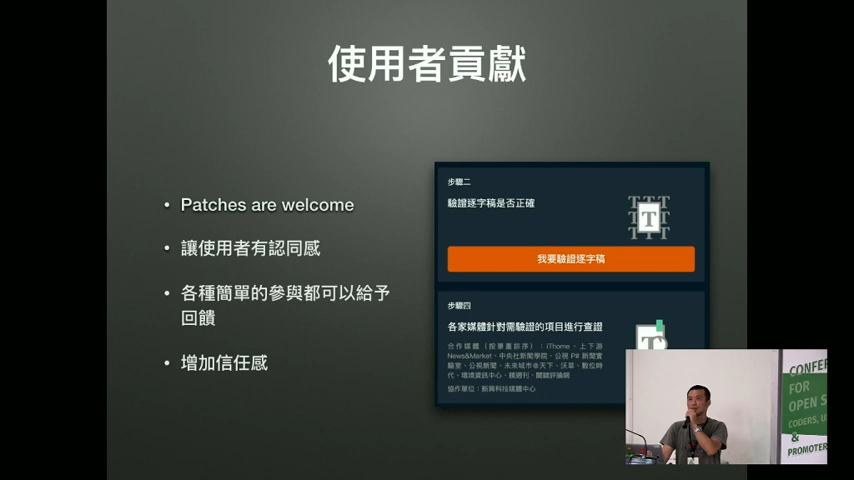 使用者貢獻
• Patches are welcome
• 讓使用者有認同感
• 各種簡單的參與都可以給予
回饋
• 增加信任感
步驟二
驗證逐字稿是否正確
我要驗證逐字稿
步驟四
各家媒體針對需驗證的項目進行查證
合作媒體（按筆畫排序）：iThome、上下游
News&Market、中央社新聞學院、公視 P# 新聞實
驗室、公視新聞、未來城市@天下、沃草、數位時
代、環境資訊中心、鏡週刊、關鍵評論網
協作單位：新興科技媒體中心
CONFER
FOR
OPEN S
CODERS, U
&
PROMOTER